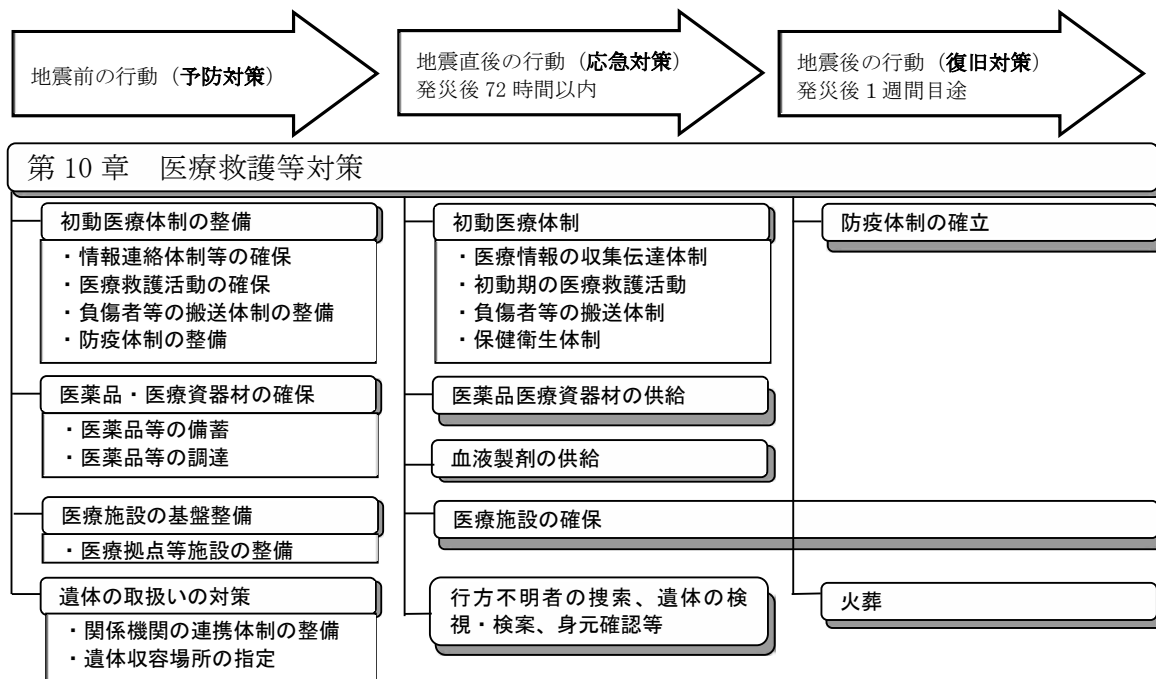 地震前の行動（予防対策）
地震直後の行動（応急対策）
発災後 72 時間以内
地震後の行動（復旧対策）
発災後 1 週間目途
第 10 章　医療救護等対策
初動医療体制の整備
・情報連絡体制等の確保
・医療救護活動の確保
・負傷者等の搬送体制の整備
・防疫体制の整備
医薬品・医療資器材の確保
・医薬品等の備蓄
・医薬品等の調達
医療施設の基盤整備
・医療拠点等施設の整備
遺体の取扱いの対策
・関係機関の連携体制の整備
・遺体収容場所の指定
初動医療体制
・医療情報の収集伝達体制
・初動期の医療救護活動
・負傷者等の搬送体制
・保健衛生体制
医薬品医療資器材の供給
血液製剤の供給
医療施設の確保
行方不明者の捜索、遺体の検
視・検案、身元確認等
防疫体制の確立
火葬